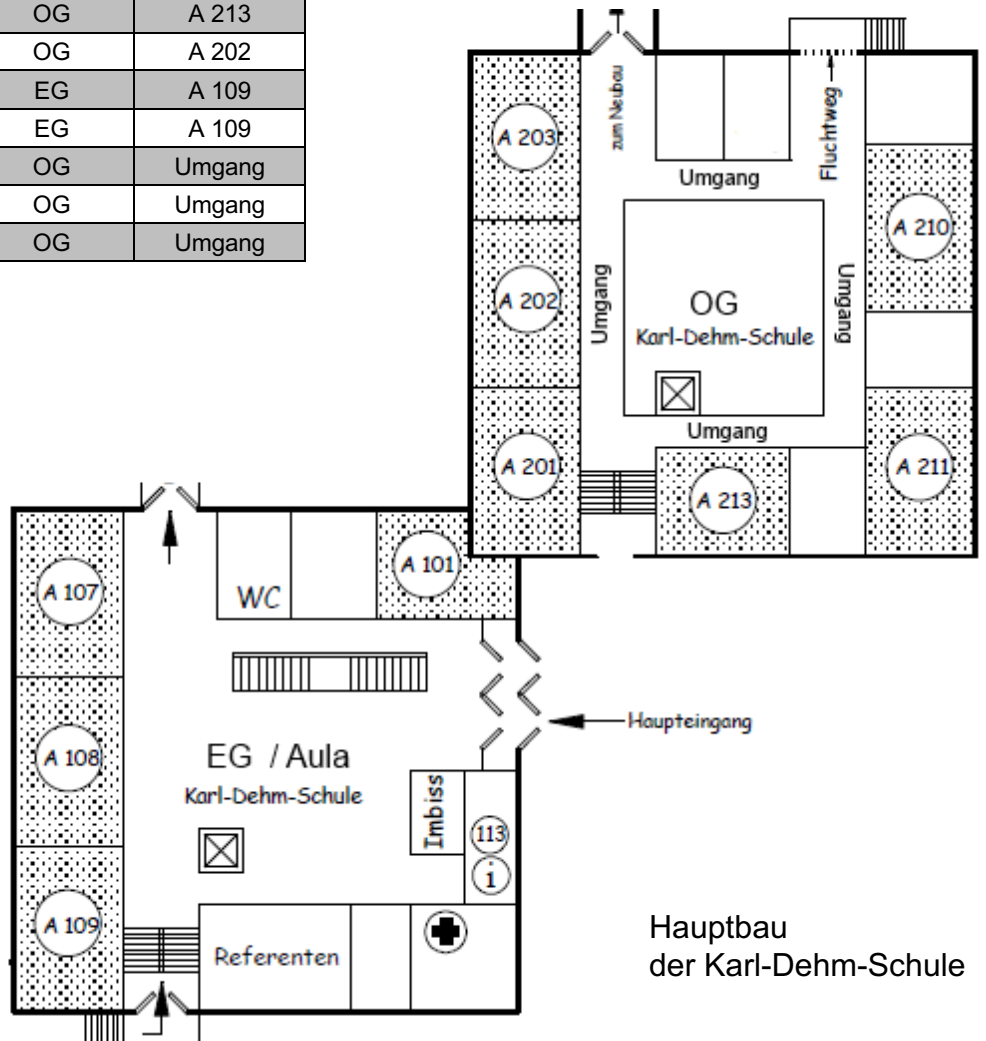 OG A 213
OG A 202
EG A 109
EG A 109
OG Umgang
OG Umgang
OG Umgang
zum Neubau
Fluchtweg
A 203
Umgang
A 210
A 202
Umgang
OG
Karl-Dehm-Schule
Umgang
Umgang
A 201
A 213
A 211
A 107
WC
A 101
Haupteingang
A 108
EG / Aula
Karl-Dehm-Schule
Imbiss
113
i
A 109
Referenten
Hauptbau
der Karl-Dehm-Schule